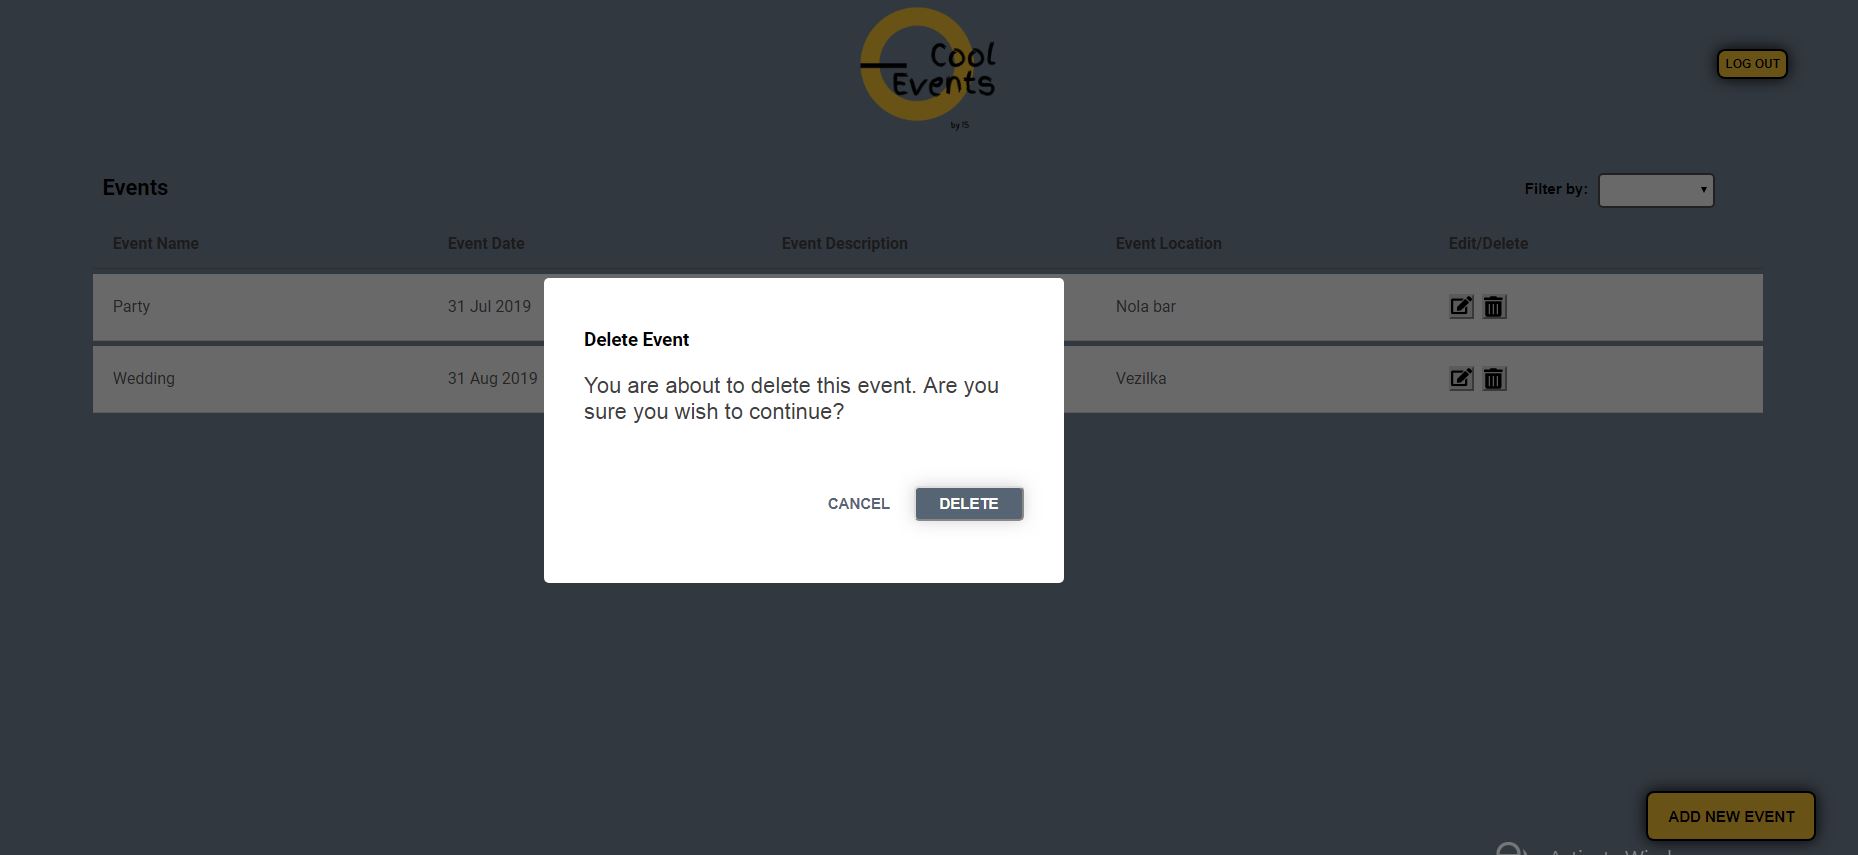 Cool
Events
by IS
LOG OUT
Events
Filter by:
Event Name Event Date Event Description Event Location Edit/Delete
Party 31 Jul 2019 Nola bar
Wedding 31 Aug 2019 Vezilka
Delete Event
You are about to delete this event. Are you
sure you wish to continue?
CANCEL DELETE
ADD NEW EVENT